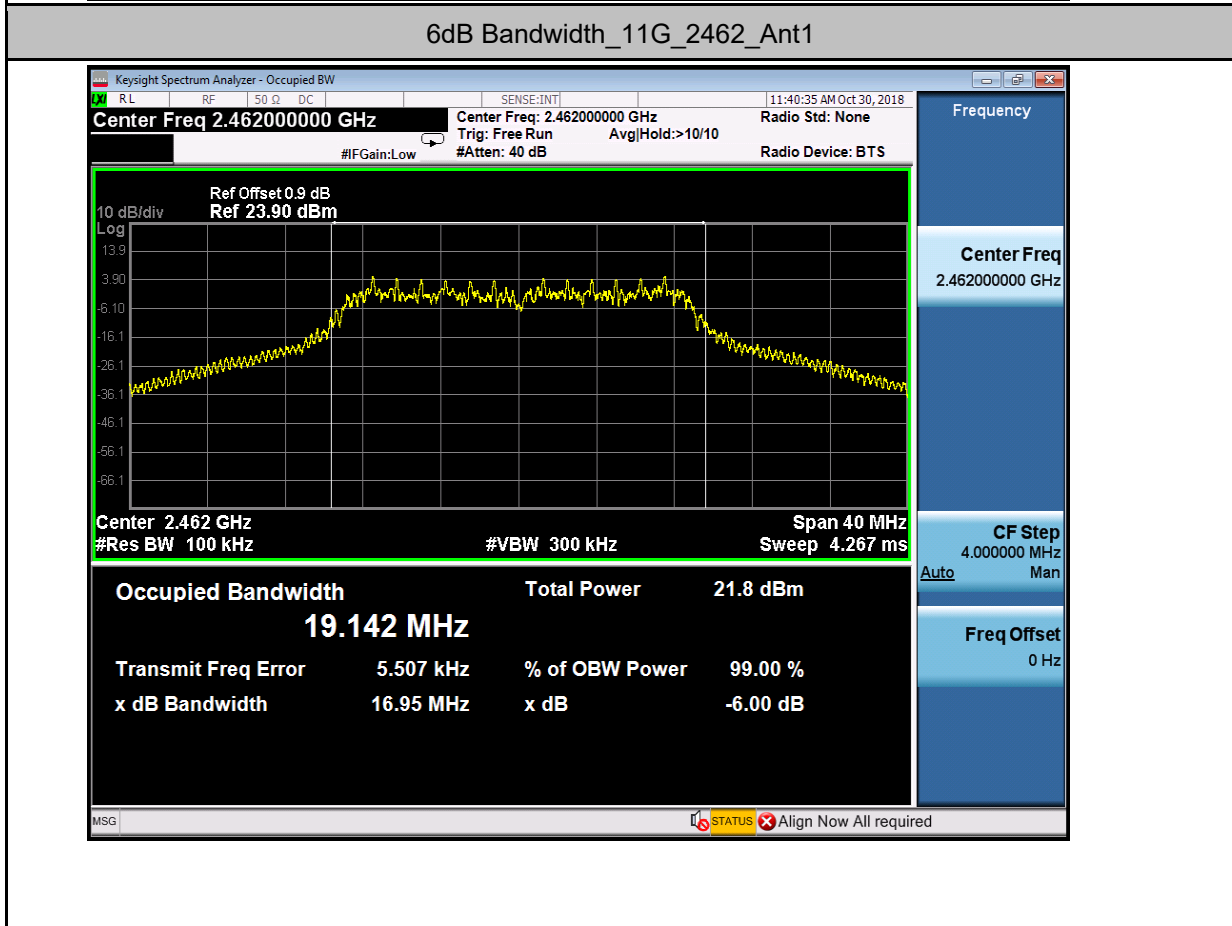 6dB Bandwidth_11G_2462_Ant1
Keysight Spectrum Analyzer - Occupied BW
LXI RL RF 50 Ω DC SENSE:INT 11:40:35 AM Oct 30, 2018
Center Freq 2.462000000 GHz Center Freq: 2.462000000 GHz Radio Std: None
Trig: Free Run Avg|Hold:>10/10
#IFGain:Low #Atten: 40 dB Radio Device: BTS
Ref Offset 0.9 dB
10 dB/div Ref 23.90 dBm
Log
13.9
3.90
-6.10
-16.1
-26.1
-36.1
-46.1
-56.1
-66.1
Center 2.462 GHz Span 40 MHz
#Res BW 100 kHz #VBW 300 kHz Sweep 4.267 ms
Occupied Bandwidth Total Power 21.8 dBm
19.142 MHz
Transmit Freq Error 5.507 kHz % of OBW Power 99.00 %
x dB Bandwidth 16.95 MHz x dB -6.00 dB
Frequency
Center Freq
2.462000000 GHz
CF Step
4.000000 MHz
Auto Man
Freq Offset
0 Hz
MSG STATUS Align Now All required